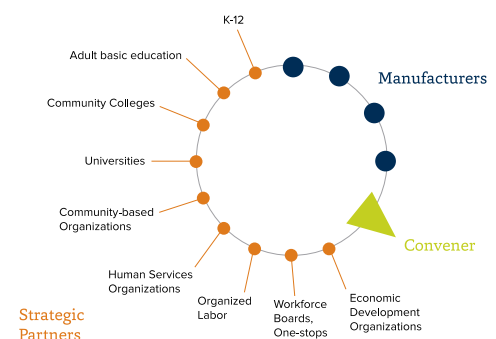 K-12
Adult basic education
Manufacturers
Community Colleges
Universities
Community-based
Organizations
Convener
Human Services
Organizations
Organized
Labor
Workforce
Boards,
One-stops
Economic
Development
Organizations
Strategic
Partners